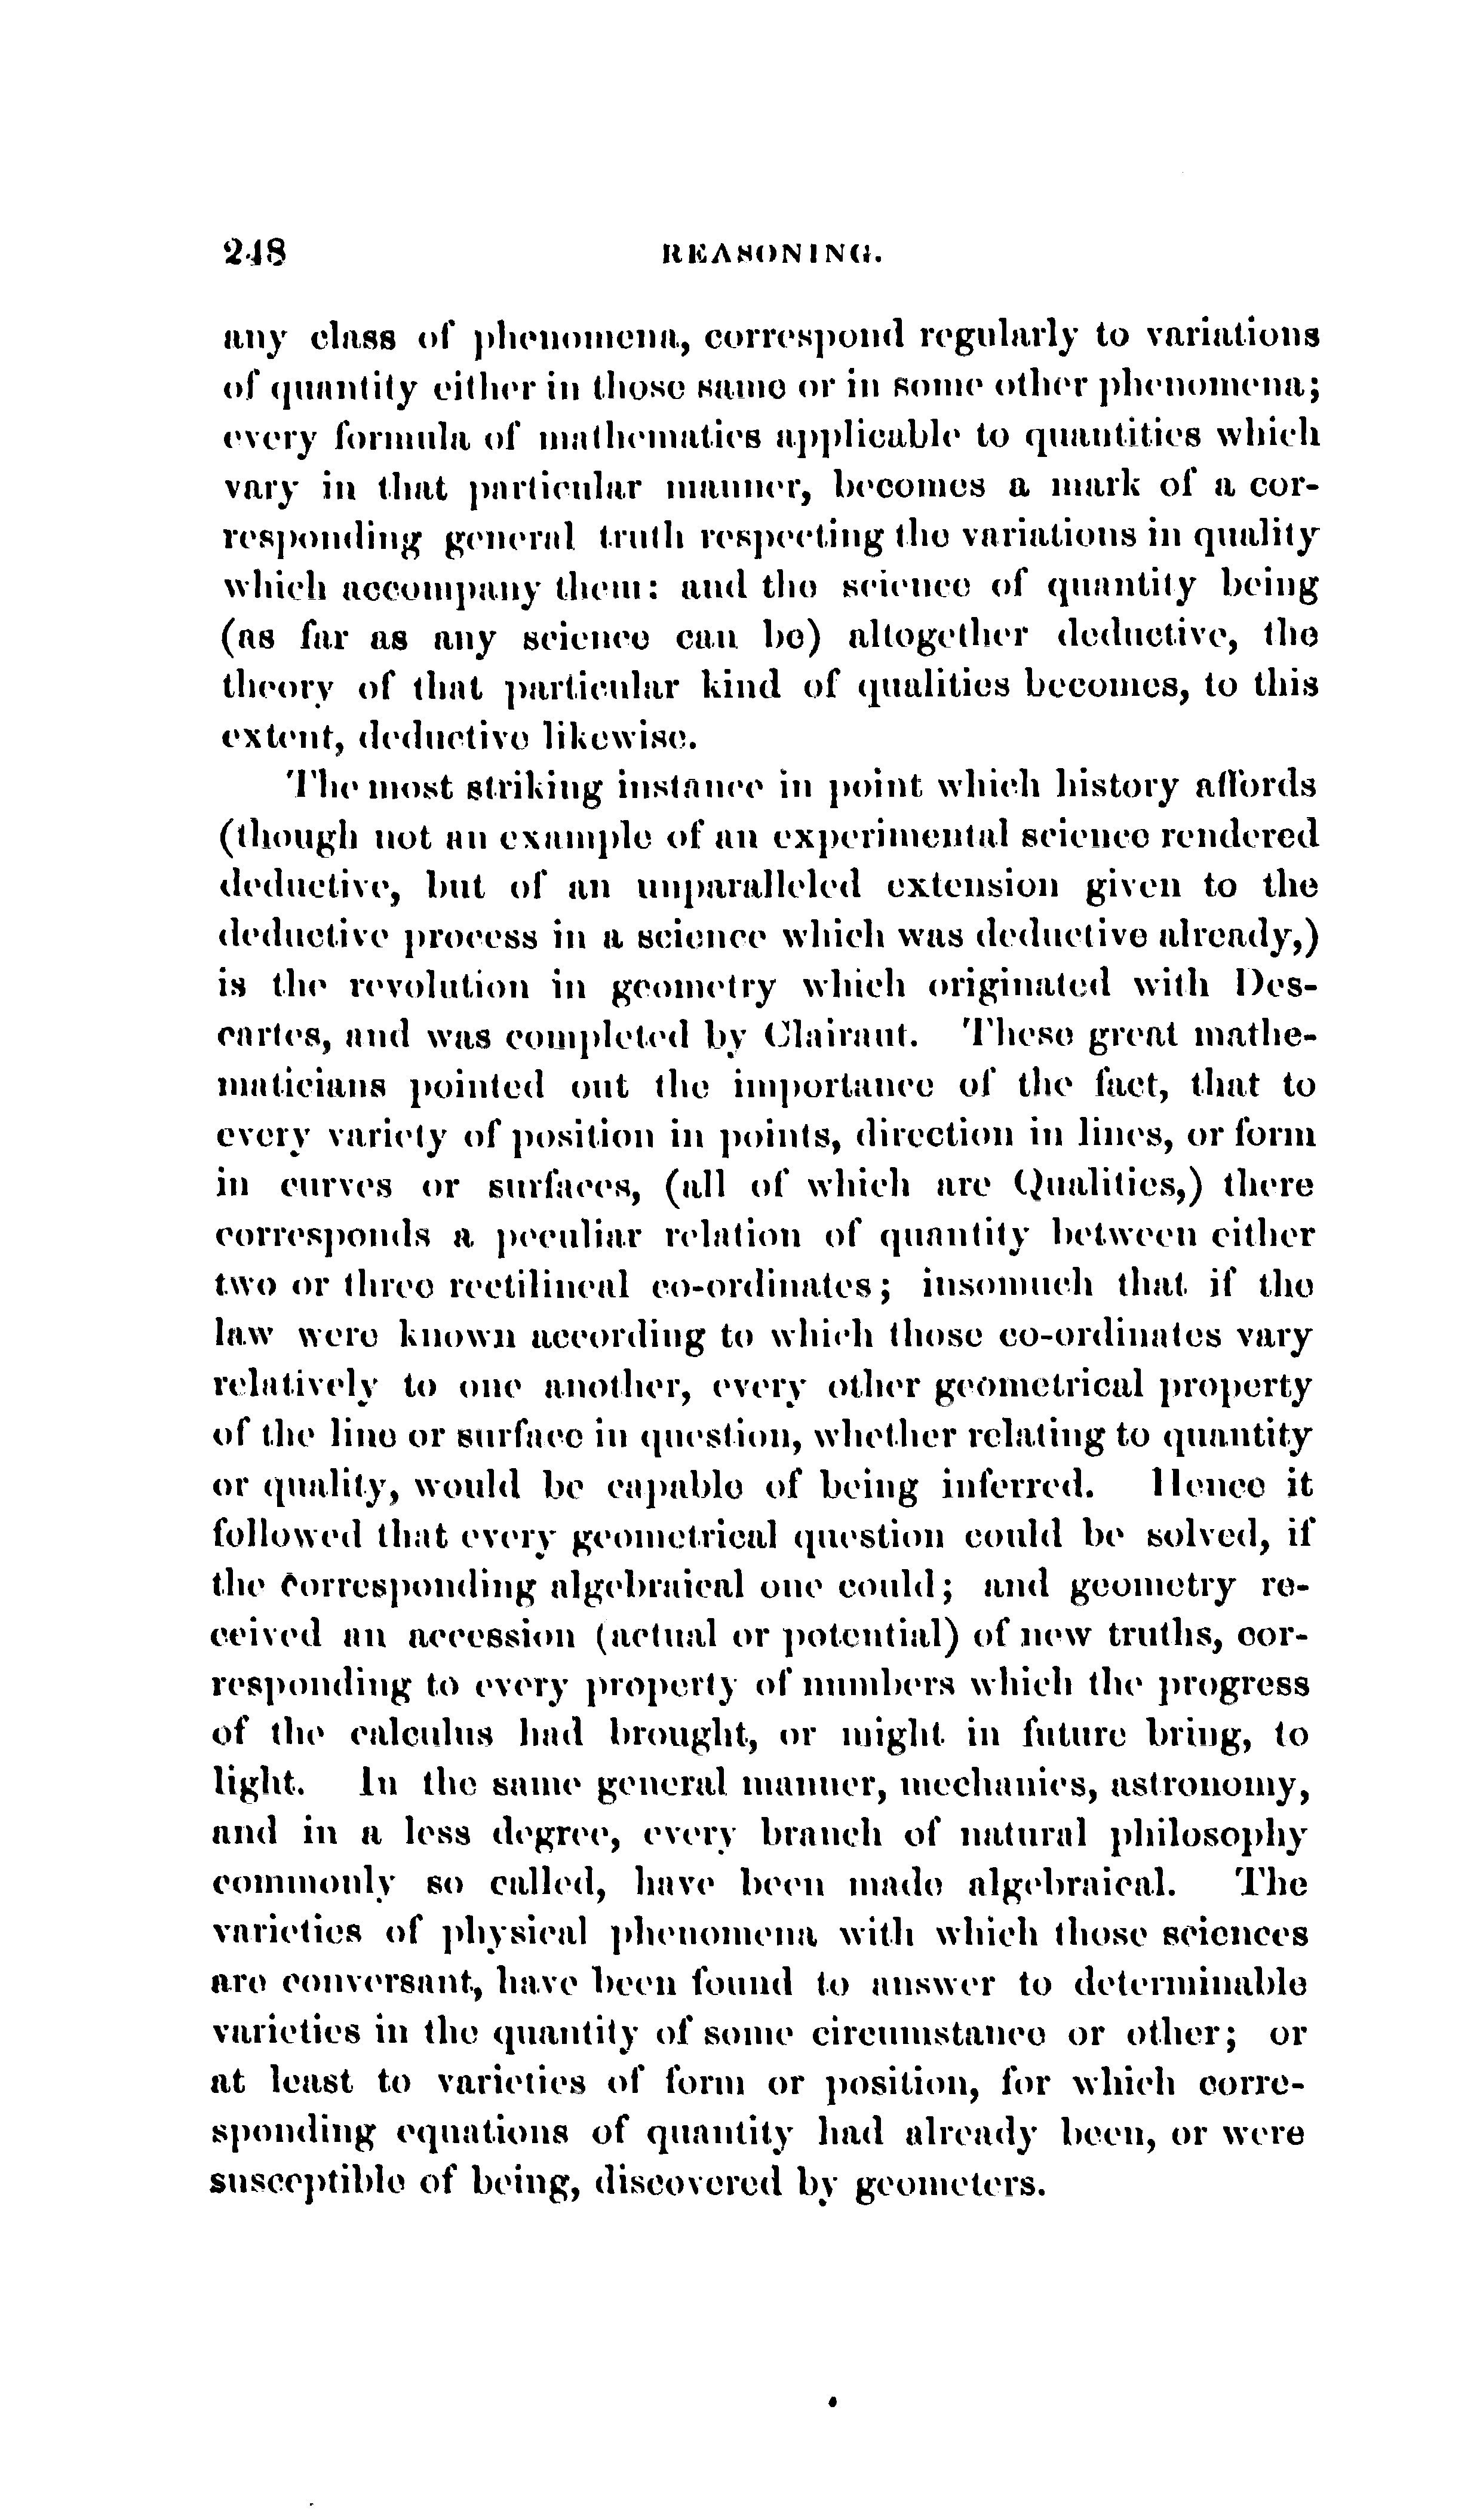 248 REASONING.
any class of phenomena, correspond regularly to variations
of quantity either in those same or in some other phenomena;
every formula of mathematics applicable to quantities which
vary in that particular manner, becomes a mark of a cor-
responding general truth respecting the variations in quality
which accompany them: and the science of quantity being
(as far as any science can be) altogether deductive, the
theory of that particular kind of qualities becomes, to this
extent, deductive likewise.
The most striking instance in point which history affords
(though not an example of an experimental science rendered
deductive, but of an unparalleled extension given to the
deductive process in a science which was deductive already,)
is the revolution in geometry which originated with Des-
cartes, and was completed by Clairaut. These great mathe-
maticians pointed out the importance of the fact, that to
every variety of position in points, direction in lines, or form
in curves or surfaces, (all of which are Qualities,) there
corresponds a peculiar relation of quantity between either
two or three rectilineal co-ordinates; insomuch that if the
law were known according to which those co-ordinates vary
relatively to one another, every other geometrical property
of the line or surface in question, whether relating to quantity
or quality, would be capable of being inferred. Hence it
followed that every geometrical question could be solved, if
the corresponding algebraical one could; and geometry re-
ceived an accession (actual or potential) of new truths, cor-
responding to every property of numbers which the progress
of the calculus had brought, or might in future bring, to
light. In the same general manner, mechanics, astronomy,
and in a less degree, every branch of natural philosophy
commonly so called, have been made algebraical. The
varieties of physical phenomena with which those sciences
are conversant, have been found to answer to determinable
varieties in the quantity of some circumstance or other; or
at least to varieties of form or position, for which corre-
sponding equations of quantity had already been, or were
susceptible of being, discovered by geometers.